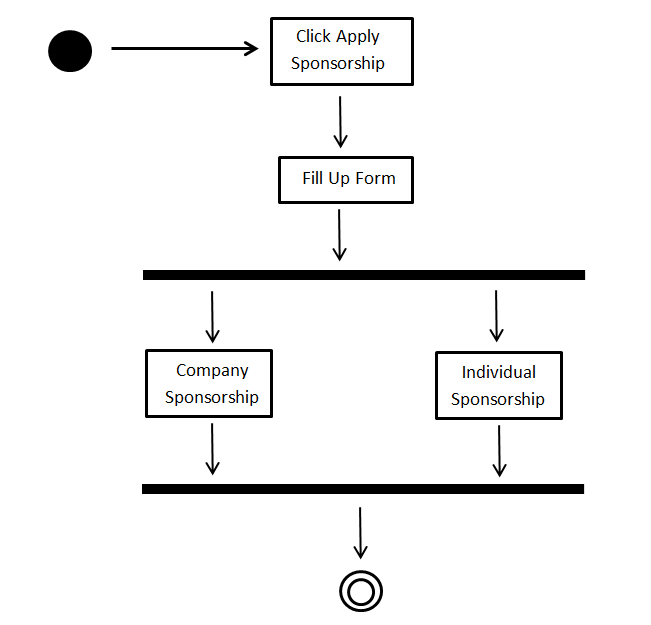 Click Apply
Sponsorship
Fill Up Form
Company
Sponsorship
Individual
Sponsorship